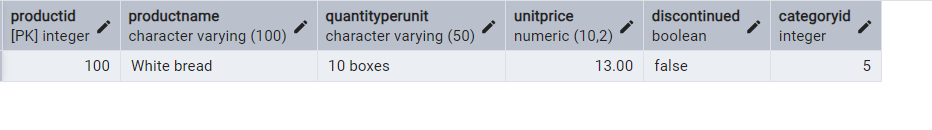 productid productname quantityperunit unitprice discontinued categoryid
[PK] integer character varying (100) character varying (50) numeric (10,2) boolean integer
100 White bread 10 boxes 13.00 false 5